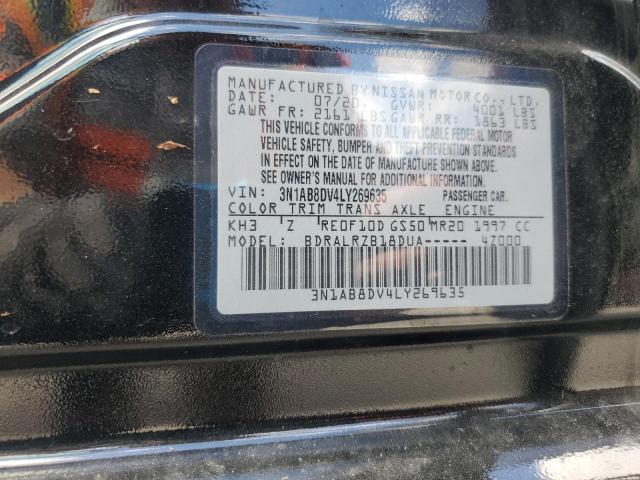 MANUFACTURED BY NISSAN MOTOR CO., LTD.
DATE: 07/20 GVWR: 4001 LBS
GAWR FR: 2161 LBS GAWR RR: 1863 LBS
THIS VEHICLE CONFORMS TO ALL APPLICABLE FEDERAL MOTOR
VEHICLE SAFETY, BUMPER AND THEFT PREVENTION STANDARDS
IN EFFECT ON THE DATE OF MANUFACTURE SHOWN ABOVE.
SEE OWNER'S MANUAL FOR ADDITIONAL INFORMATION.
VIN: 3N1AB8DV4LY269635 PASSENGER CAR.
COLOR TRIM TRANS AXLE ENGINE
KH3 Z RE0F10D GS50 MR20 1997 CC
MODEL: BDRALRZB18DUA----- 4Z000
3N1AB8DV4LY269635